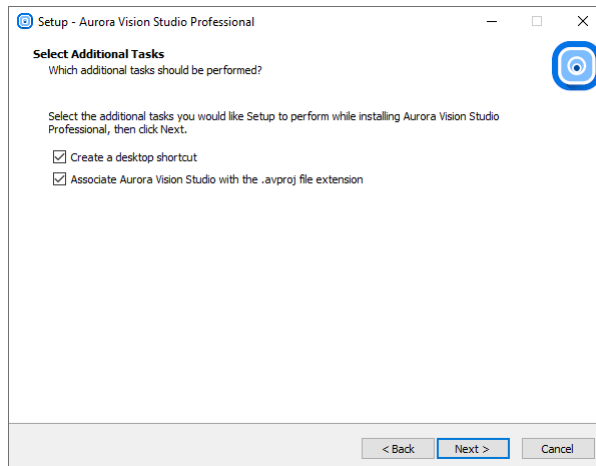 Setup - Aurora Vision Studio Professional
Select Additional Tasks
Which additional tasks should be performed?
Select the additional tasks you would like Setup to perform while installing Aurora Vision Studio
Professional, then click Next.
Create a desktop shortcut
Associate Aurora Vision Studio with the .avproj file extension
< Back
Next >
Cancel